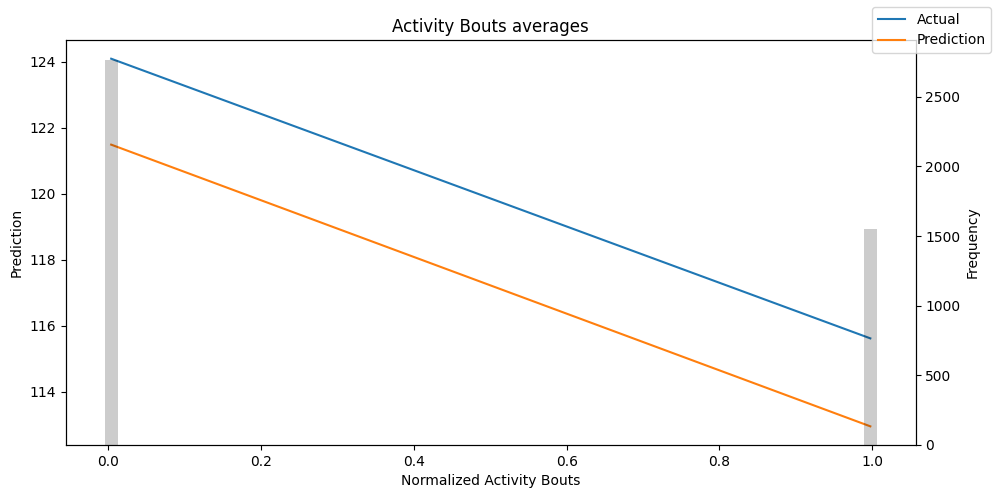 Activity Bouts averages
Actual
Prediction
124
122
120
118
116
114
Prediction
2500
2000
1500
1000
500
0
Frequency
0.0 0.2 0.4 0.6 0.8 1.0
Normalized Activity Bouts